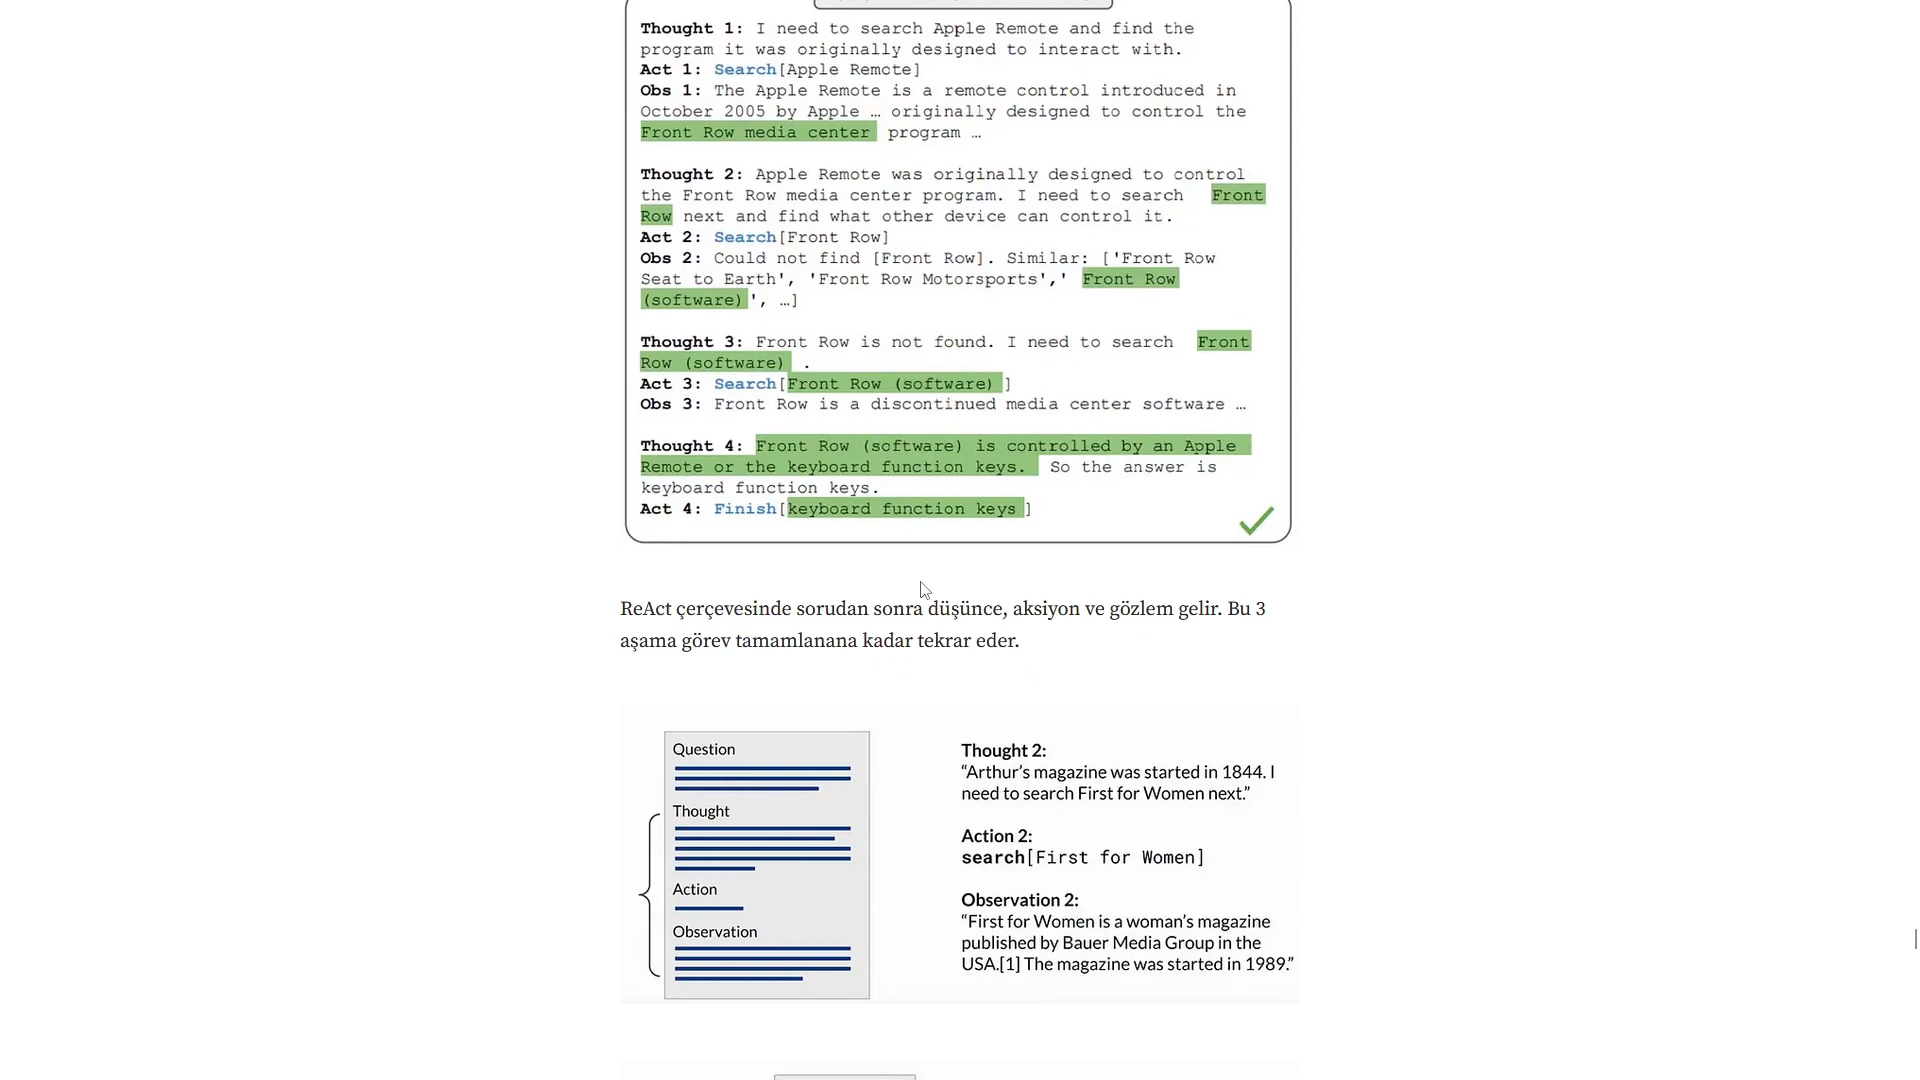 Thought 1: I need to search Apple Remote and find the
program it was originally designed to interact with.
Act 1: Search[Apple Remote]
Obs 1: The Apple Remote is a remote control introduced in
October 2005 by Apple … originally designed to control the
Front Row media center program …
Thought 2: Apple Remote was originally designed to control
the Front Row media center program. I need to search Front
Row next and find what other device can control it.
Act 2: Search[Front Row]
Obs 2: Could not find [Front Row]. Similar: ['Front Row
Seat to Earth', 'Front Row Motorsports',' Front Row
(software) ', …]
Thought 3: Front Row is not found. I need to search Front
Row (software) .
Act 3: Search[Front Row (software) ]
Obs 3: Front Row is a discontinued media center software …
Thought 4: Front Row (software) is controlled by an Apple
Remote or the keyboard function keys. So the answer is
keyboard function keys.
Act 4: Finish[keyboard function keys ]
ReAct çerçevesinde sorudan sonra düşünce, aksiyon ve gözlem gelir. Bu 3
aşama görev tamamlanana kadar tekrar eder.
Question
Thought
Action
Observation
Thought 2:
“Arthur’s magazine was started in 1844. I
need to search First for Women next.”
Action 2:
search[First for Women]
Observation 2:
“First for Women is a woman’s magazine
published by Bauer Media Group in the
USA.[1] The magazine was started in 1989.”